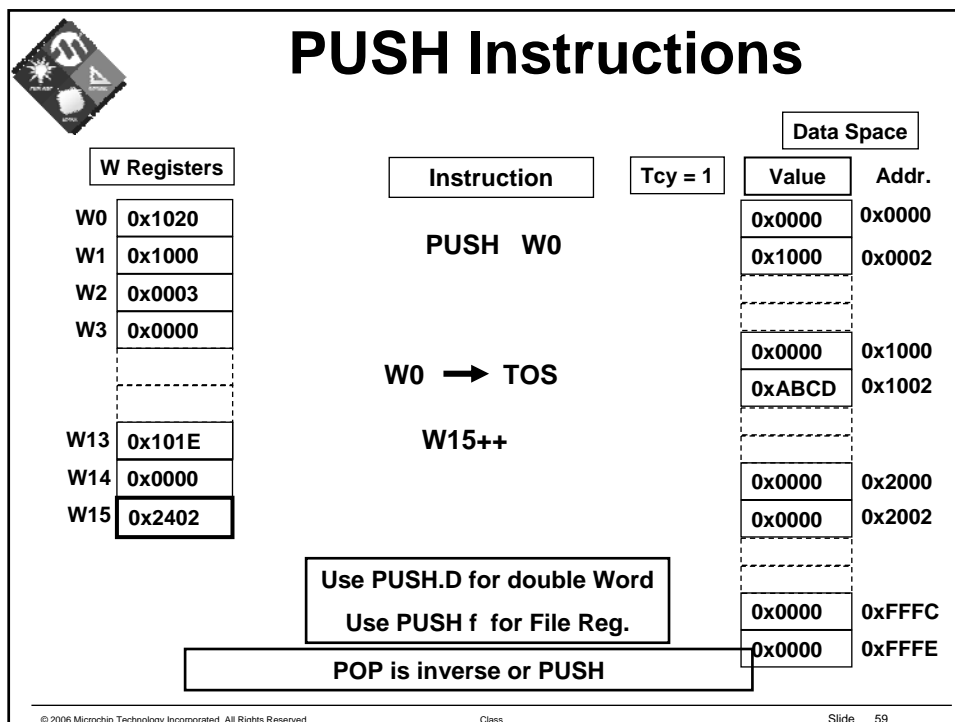 PUSH Instructions
Data Space
W Registers
Instruction
Tcy = 1
Value Addr.
W0 0x1020
W1 0x1000
W2 0x0003
W3 0x0000
W13 0x101E
W14 0x0000
W15 0x2402
PUSH W0
W0 → TOS
W15++
0x0000 0x0000
0x1000 0x0002
0x0000 0x1000
0xABCD 0x1002
0x0000 0x2000
0x0000 0x2002
0x0000 0xFFFC
0x0000 0xFFFE
Use PUSH.D for double Word
Use PUSH f for File Reg.
POP is inverse or PUSH
© 2006 Microchip Technology Incorporated. All Rights Reserved. Class Slide 59